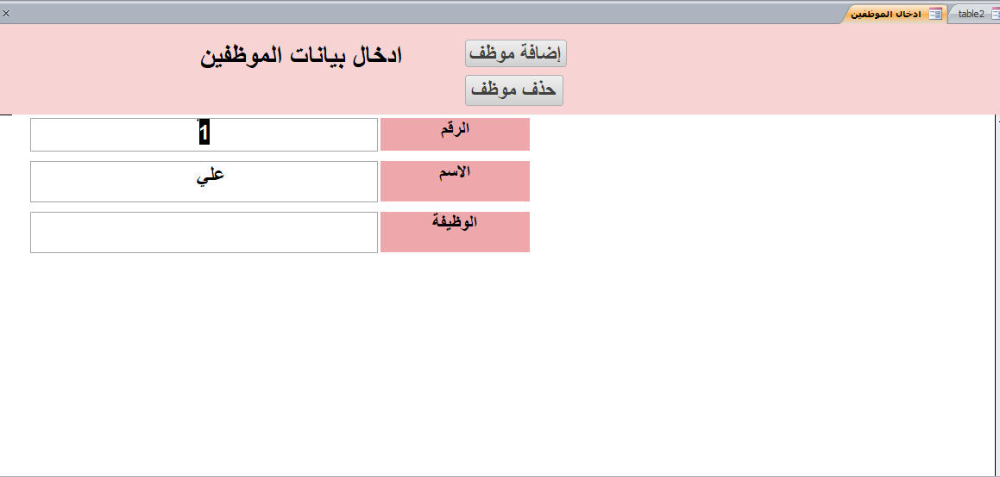 ادخال الموظفين
table2
إضافة موظف
ادخال بيانات الموظفين
حذف موظف
الرقم
1
الاسم
علي
الوظيفة